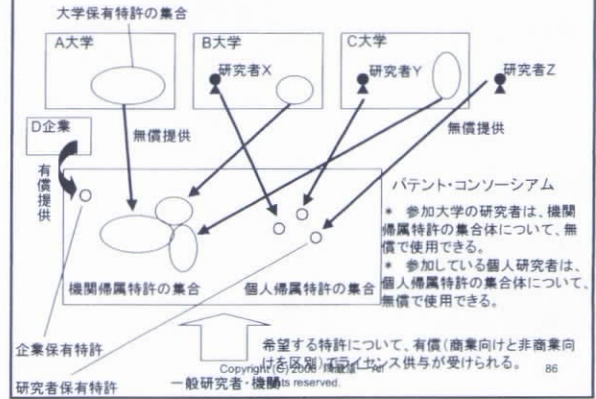 大学保有特許の集合
A大学
B大学
C大学
研究者X
研究者Y
研究者Z
D企業
無償提供
無償提供
有償提供
パテント・コンソーシアム
* 参加大学の研究者は、機関
帰属特許の集合体について、無
償で使用できる。
* 参加している個人研究者は、
個人帰属特許の集合体について、
無償で使用できる。
機関帰属特許の集合
個人帰属特許の集合
企業保有特許
希望する特許について、有償(商業向けと非商業向
けを区別)でライセンス供与が受けられる。
研究者保有特許
一般研究者・機関
Copyright (C) 2006
rights reserved.
86